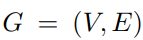 G = (V, E)